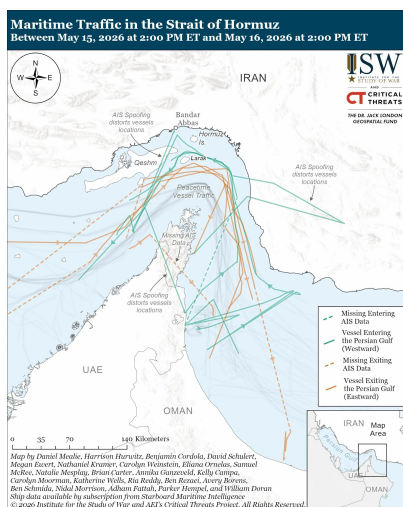 Maritime Traffic in the Strait of Hormuz
Between May 15, 2026 at 2:00 PM ET and May 16, 2026 at 2:00 PM ET
N
W E
S
IRAN
ISW
INSTITUTE FOR THE
STUDY OF WAR
AND
CT CRITICAL
THREATS
THE DR. JACK LONDON
GEOSPATIAL FUND
AIS Spoofing
distorts vessels
locations
Bandar
Abbas
Hormuz
Is.
Qeshm
Larak
AIS Spoofing
distorts vessels
locations
Peacetime
Vessel Traffic
Missing AIS
Data
AIS Spoofing
distorts vessels
locations
UAE
OMAN
Missing Entering
AIS Data
Vessel Entering
the Persian Gulf
(Westward)
Missing Exiting
AIS Data
Vessel Exiting
the Persian Gulf
(Eastward)
0 35 70 140 Kilometers
IRAN
Map
Area
Persian Gulf
UAE
OMAN
Map by Daniel Mealie, Harrison Hurwitz, Benjamin Cordola, David Schulert,
Megan Ewert, Nathaniel Kramer, Carolyn Weinstein, Eliana Ornelas, Samuel
McRee, Natalie Mesplay, Brian Carter, Annika Ganzeveld, Kelly Campa,
Carolyn Moorman, Katherine Wells, Ria Reddy, Ben Rezaei, Avery Borens,
Ben Schmida, Nidal Morrison, Adham Fattah, Parker Hempel, and William Doran
Ship data available by subscription from Starboard Maritime Intelligence
© 2026 Institute for the Study of War and AEI's Critical Threats Project. All Rights Reserved.